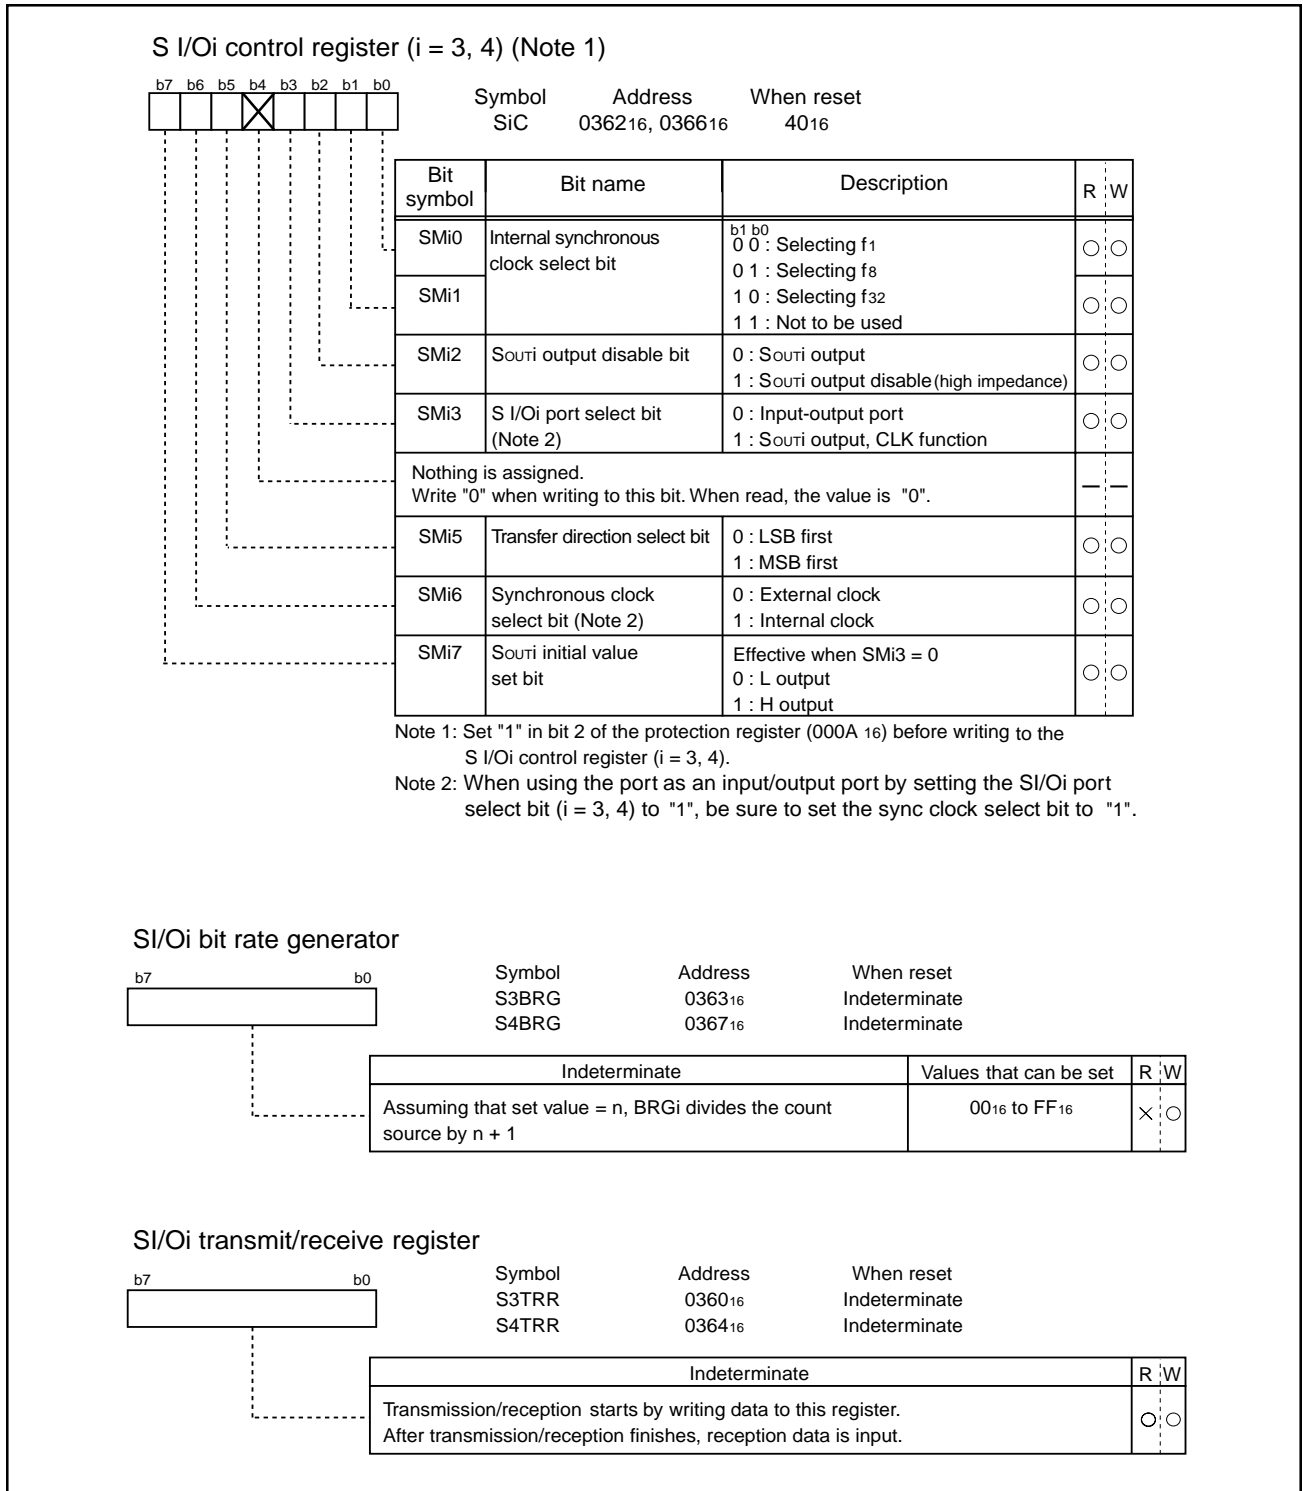 S I/Oi control register (i = 3, 4) (Note 1)
b7 b6 b5 b4 b3 b2 b1 b0
Symbol Address When reset
SiC 036216, 036616 4016
Bit symbol Bit name Description R W
SMi0 Internal synchronous clock select bit
b1 b0
0 0 : Selecting f1
0 1 : Selecting f8
SMi1
1 0 : Selecting f32
1 1 : Not to be used
SMi2 SOUTi output disable bit 0 : SOUTi output
1 : SOUTi output disable (high impedance)
SMi3 S I/Oi port select bit 0 : Input-output port
(Note 2) 1 : SOUTi output, CLK function
Nothing is assigned.
Write "0" when writing to this bit. When read, the value is "0".
SMi5 Transfer direction select bit 0 : LSB first
1 : MSB first
SMi6 Synchronous clock 0 : External clock
select bit (Note 2) 1 : Internal clock
SMi7 SOUTi initial value Effective when SMi3 = 0
set bit 0 : L output
1 : H output
Note 1: Set "1" in bit 2 of the protection register (000A 16) before writing to the
S I/Oi control register (i = 3, 4).
Note 2: When using the port as an input/output port by setting the SI/Oi port
select bit (i = 3, 4) to "1", be sure to set the sync clock select bit to "1".
SI/Oi bit rate generator
b7 b0
Symbol Address When reset
S3BRG 036316 Indeterminate
S4BRG 036716 Indeterminate
Indeterminate Values that can be set R W
Assuming that set value = n, BRGi divides the count 0016 to FF16
source by n + 1
SI/Oi transmit/receive register
b7 b0
Symbol Address When reset
S3TRR 036016 Indeterminate
S4TRR 036416 Indeterminate
Indeterminate R W
Transmission/reception starts by writing data to this register.
After transmission/reception finishes, reception data is input.